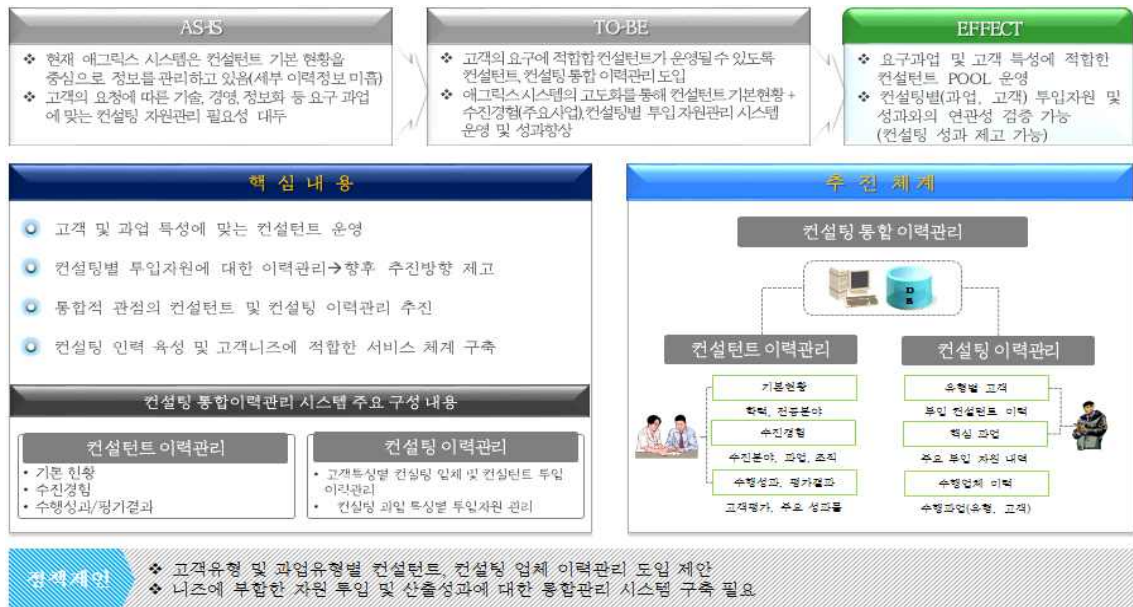 AS-IS
❖ 현재 애그릭스 시스템은 컨설턴트 기본 현황을
중심으로 정보를 관리하고 있음(세부 이력정보 미흡)
❖ 고객의 요청에 따른 기술, 경영, 정보화 등 요구 과업
에 맞는 컨설팅 자원관리 필요성 대두
TO-BE
❖ 고객의 요구에 적합합 컨설턴트가 운영될 수 있도록
컨설턴트, 컨설팅 통합 이력관리 도입
❖ 애그릭스 시스템의 고도화를 통해 컨설턴트 기본현황 +
수진경험(주요사업), 컨설팅별 투입 자원관리 시스템
운영 및 성과향상
EFFECT
❖ 요구과업 및 고객 특성에 적합한
컨설턴트 POOL 운영
❖ 컨설팅별(과업, 고객) 투입자원 및
성과와의 연관성 검증 가능
(컨설팅 성과 제고 가능)
핵 심 내 용
고객 및 과업 특성에 맞는 컨설턴트 운영
컨설팅별 투입자원에 대한 이력관리→향후 추진방향 제고
통합적 관점의 컨설턴트 및 컨설팅 이력관리 추진
컨설팅 인력 육성 및 고객니즈에 적합한 서비스 체계 구축
컨설팅 통합이력관리 시스템 주요 구성 내용
컨설턴트 이력관리
• 기본 현황
• 수진경험
• 수행성과/평가결과
컨설팅 이력관리
• 고객특성별 컨설팅 업체 및 컨설턴트 투입
이력관리
• 컨설팅 과업 특성별 투입자원 관리
추 진 체 계
컨설팅 통합 이력관리
DB
컨설턴트 이력관리
기본현황
학력, 전공분야
수진경험
수진분야, 과업, 조직
수행성과, 평가결과
고객평가, 주요 성과물
컨설팅 이력관리
유형별 고객
투입 컨설턴트 이력
핵심 과업
주요 투입 자원 내역
수행업체 이력
수행과업(유형, 고객)
정책제언
❖ 고객유형 및 과업유형별 컨설턴트, 컨설팅 업체 이력관리 도입 제안
❖ 니즈에 부합한 자원 투입 및 산출성과에 대한 통합관리 시스템 구축 필요